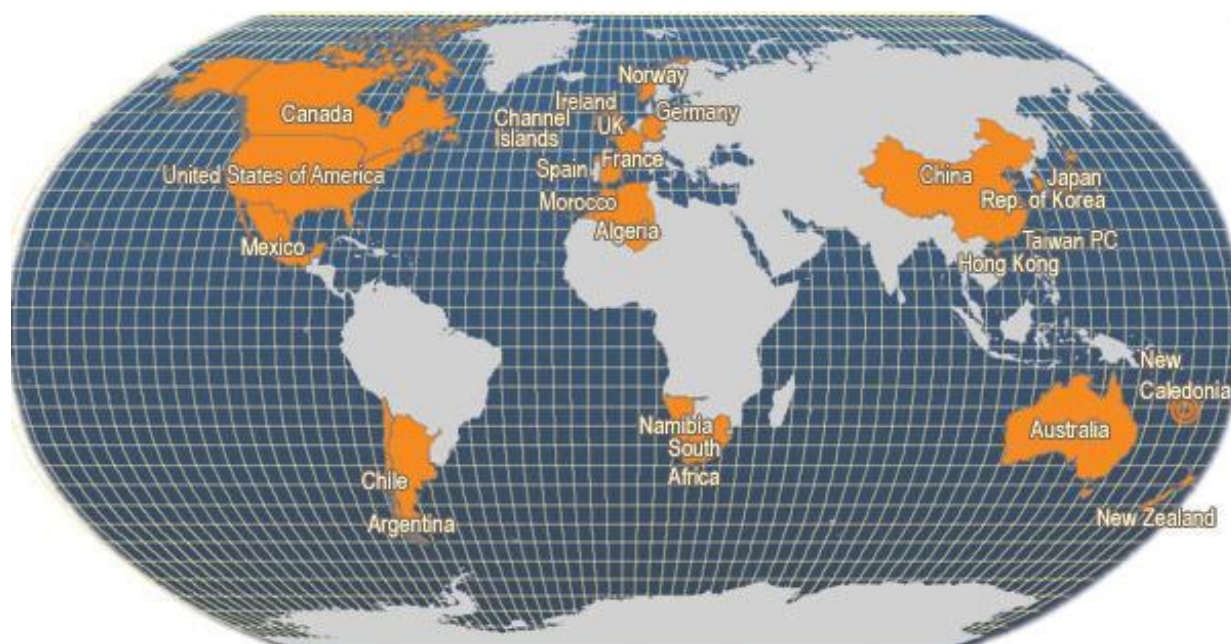 Norway
Ireland
Germany
Canada
Channel
Islands
UK
France
Spain
United States of America
China
Japan
Rep. of Korea
Morocco
Algeria
Mexico
Taiwan PC
Hong Kong
New
Caledonia
Namibia
South
Africa
Australia
Chile
Argentina
New Zealand